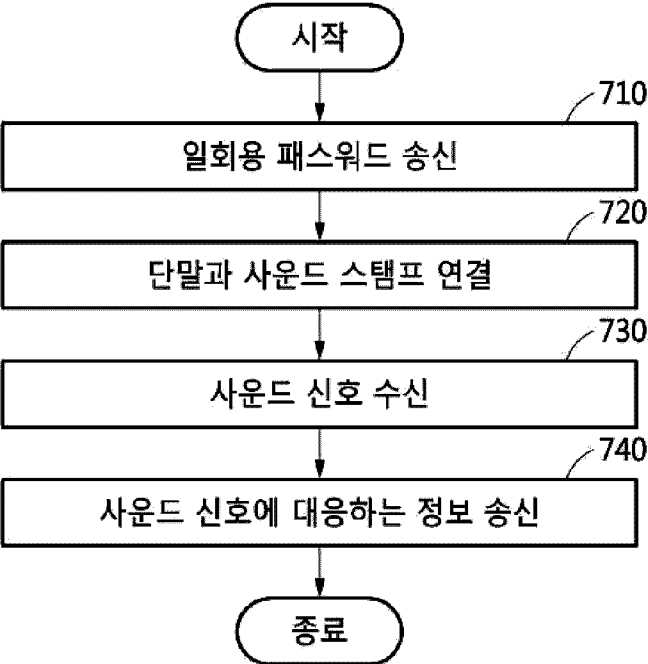 시작
710
일회용 패스워드 송신
720
단말과 사운드 스탬프 연결
730
사운드 신호 수신
740
사운드 신호에 대응하는 정보 송신
종료